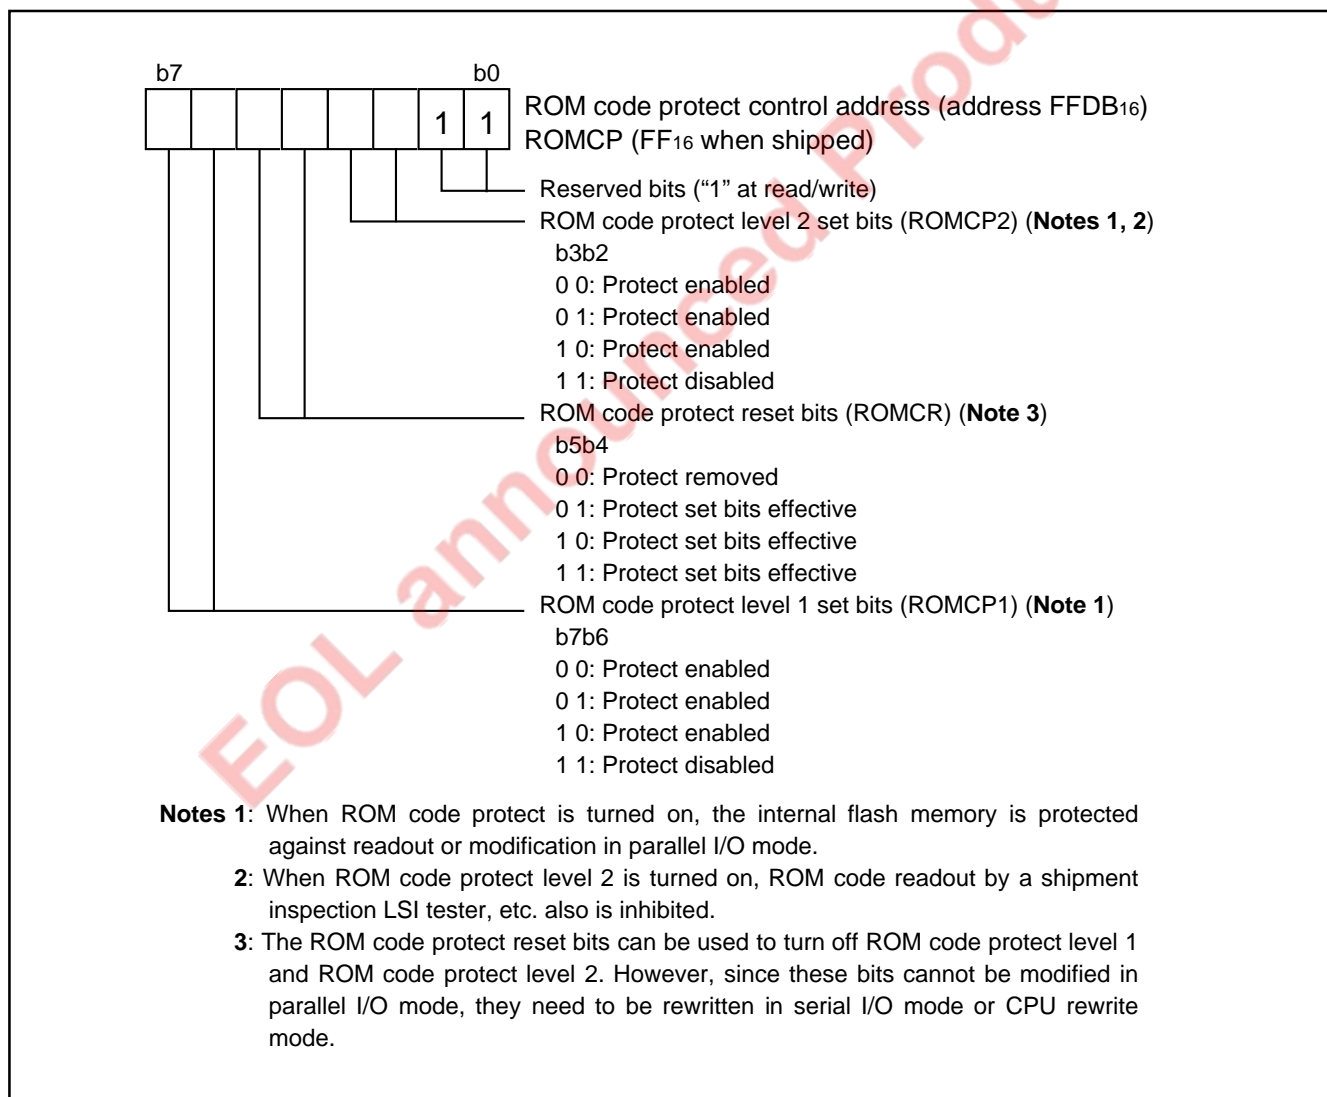 b7 b0
1 1
ROM code protect control address (address FFDB16)
ROMCP (FF16 when shipped)
Reserved bits (“1” at read/write)
ROM code protect level 2 set bits (ROMCP2) (Notes 1, 2)
b3b2
0 0: Protect enabled
0 1: Protect enabled
1 0: Protect enabled
1 1: Protect disabled
ROM code protect reset bits (ROMCR) (Note 3)
b5b4
0 0: Protect removed
0 1: Protect set bits effective
1 0: Protect set bits effective
1 1: Protect set bits effective
ROM code protect level 1 set bits (ROMCP1) (Note 1)
b7b6
0 0: Protect enabled
0 1: Protect enabled
1 0: Protect enabled
1 1: Protect disabled
Notes 1: When ROM code protect is turned on, the internal flash memory is protected
against readout or modification in parallel I/O mode.
2: When ROM code protect level 2 is turned on, ROM code readout by a shipment
inspection LSI tester, etc. also is inhibited.
3: The ROM code protect reset bits can be used to turn off ROM code protect level 1
and ROM code protect level 2. However, since these bits cannot be modified in
parallel I/O mode, they need to be rewritten in serial I/O mode or CPU rewrite
mode.
EOL announced Produ